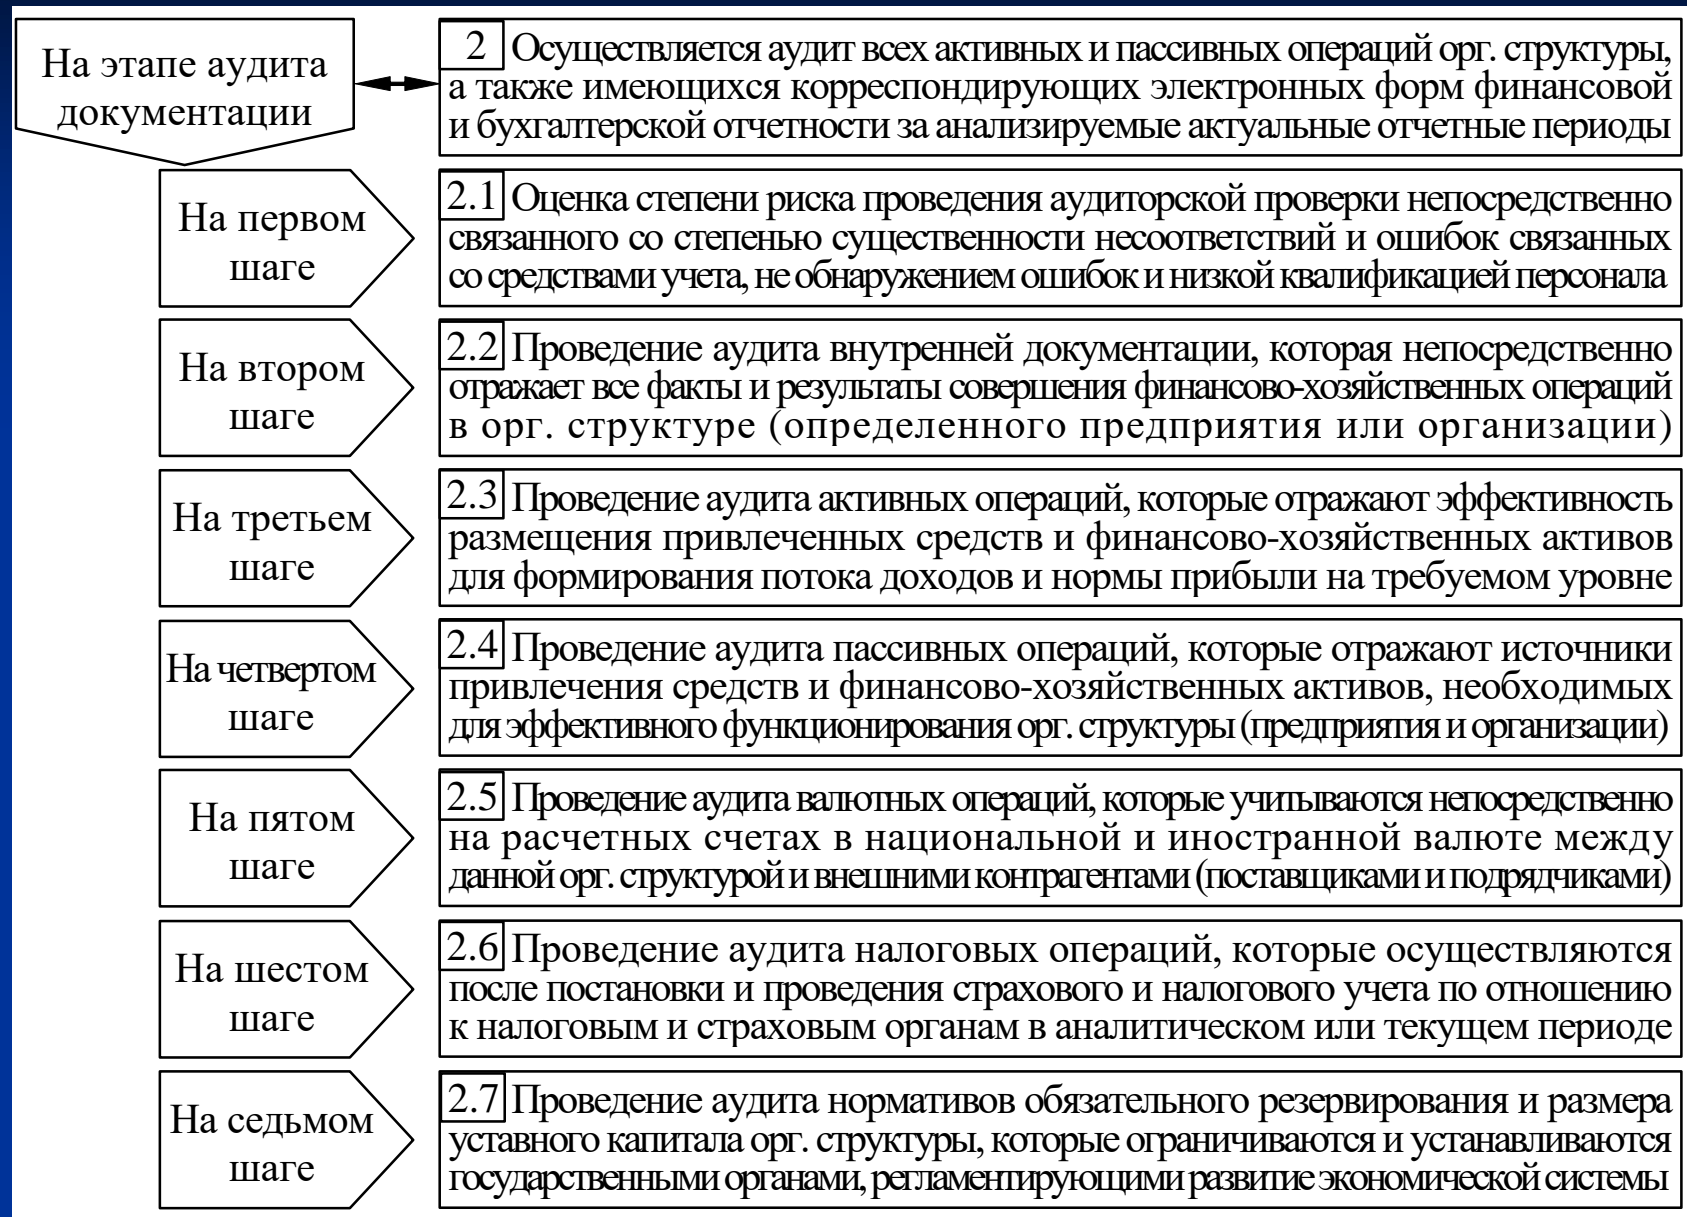 На этапе аудита
документации
2 Осуществляется аудит всех активных и пассивных операций орг. структуры,
а также имеющихся корреспондирующих электронных форм финансовой
и бухгалтерской отчетности за анализируемые актуальные отчетные периоды
На первом
шаге
2.1 Оценка степени риска проведения аудиторской проверки непосредственно
связанного со степенью существенности несоответствий и ошибок связанных
со средствами учета, не обнаружением ошибок и низкой квалификацией персонала
На втором
шаге
2.2 Проведение аудита внутренней документации, которая непосредственно
отражает все факты и результаты совершения финансово-хозяйственных операций
в орг. структуре (определенного предприятия или организации)
На третьем
шаге
2.3 Проведение аудита активных операций, которые отражают эффективность
размещения привлеченных средств и финансово-хозяйственных активов
для формирования потока доходов и нормы прибыли на требуемом уровне
На четвертом
шаге
2.4 Проведение аудита пассивных операций, которые отражают источники
привлечения средств и финансово-хозяйственных активов, необходимых
для эффективного функционирования орг. структуры (предприятия и организации)
На пятом
шаге
2.5 Проведение аудита валютных операций, которые учитываются непосредственно
на расчетных счетах в национальной и иностранной валюте между
данной орг. структурой и внешними контрагентами (поставщиками и подрядчиками)
На шестом
шаге
2.6 Проведение аудита налоговых операций, которые осуществляются
после постановки и проведения страхового и налогового учета по отношению
к налоговым и страховым органам в аналитическом или текущем периоде
На седьмом
шаге
2.7 Проведение аудита нормативов обязательного резервирования и размера
уставного капитала орг. структуры, которые ограничиваются и устанавливаются
государственными органами, регламентирующими развитие экономической системы